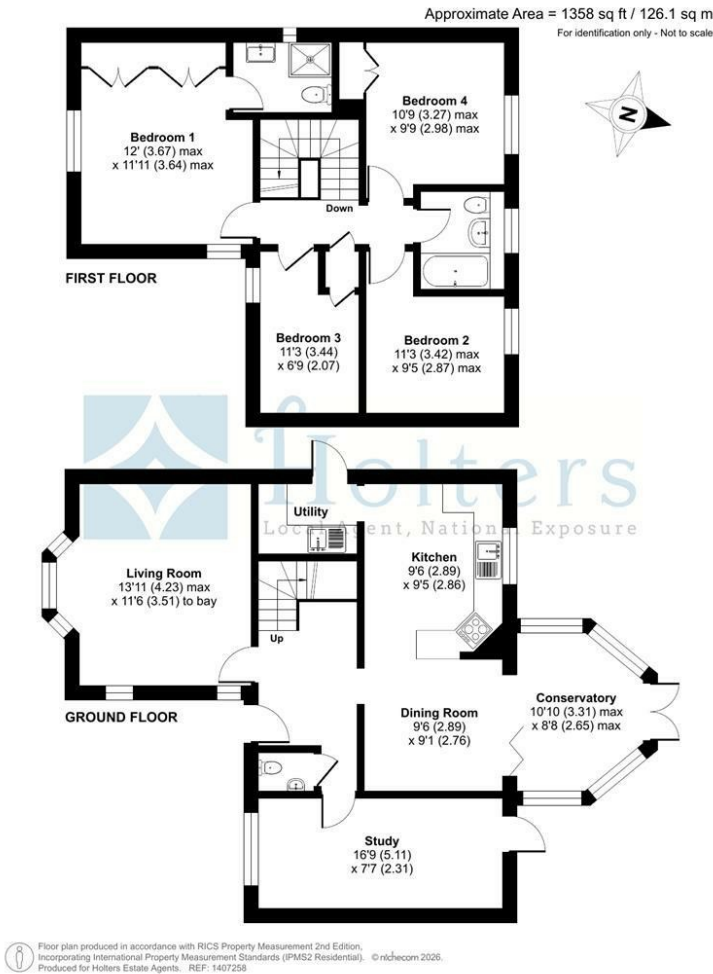 Approximate Area = 1358 sq ft / 126.1 sq m
For identification only - Not to scale
N
Bedroom 1
12' (3.67) max
x 11'11 (3.64) max
Bedroom 4
10'9 (3.27) max
x 9'9 (2.98) max
Down
FIRST FLOOR
Bedroom 3
11'3 (3.44)
x 6'9 (2.07)
Bedroom 2
11'3 (3.42) max
x 9'5 (2.87) max
Holters
Local Agent, National Exposure
Utility
Living Room
13'11 (4.23) max
x 11'6 (3.51) to bay
Kitchen
9'6 (2.89)
x 9'5 (2.86)
Up
GROUND FLOOR
Dining Room
9'6 (2.89)
x 9'1 (2.76)
Conservatory
10'10 (3.31) max
x 8'8 (2.65) max
Study
16'9 (5.11)
x 7'7 (2.31)
Floor plan produced in accordance with RICS Property Measurement 2nd Edition,
Incorporating International Property Measurement Standards (IPMS2 Residential). © nichecom 2026.
Produced for Holters Estate Agents. REF: 1407258